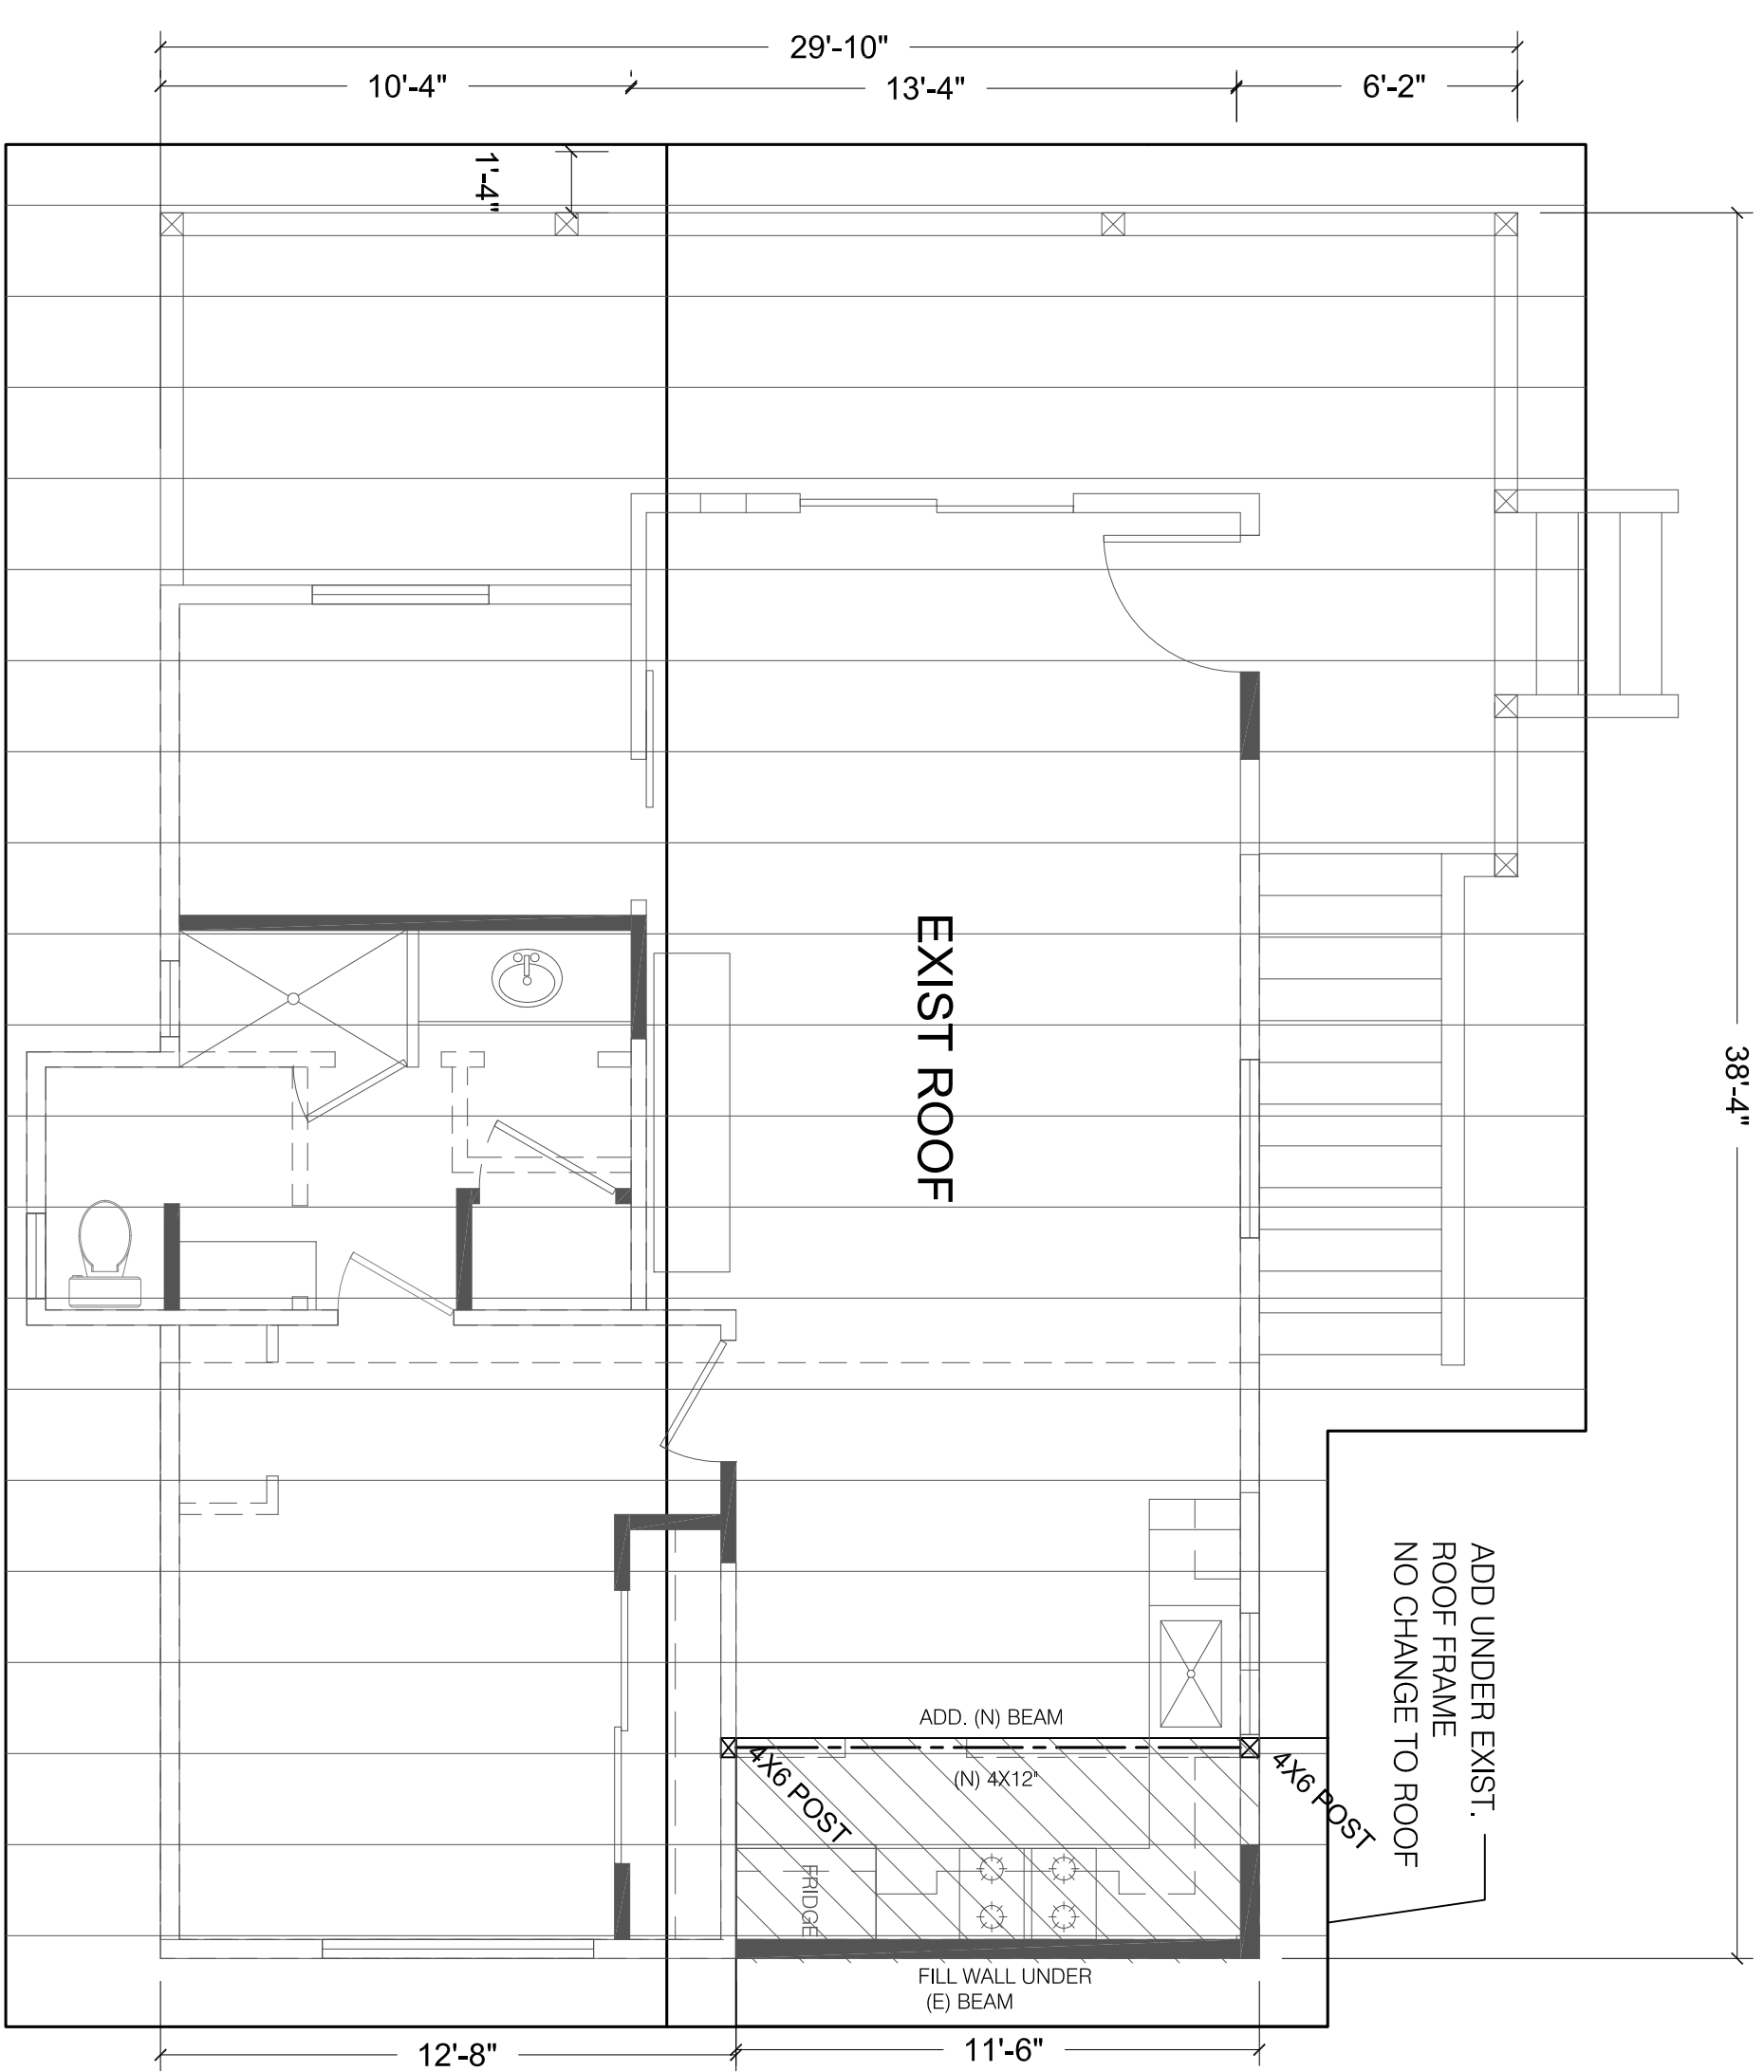 29'-10"
10'-4"
13'-4"
6'-2"
1'-4"
38'-4"
EXIST ROOF
ADD UNDER EXIST.
ROOF FRAME
NO CHANGE TO ROOF
ADD. (N) BEAM
(N) 4X12"
4X6 POST
4X6 POST
FRIDGE
FILL WALL UNDER
(E) BEAM
12'-8"
11'-6"